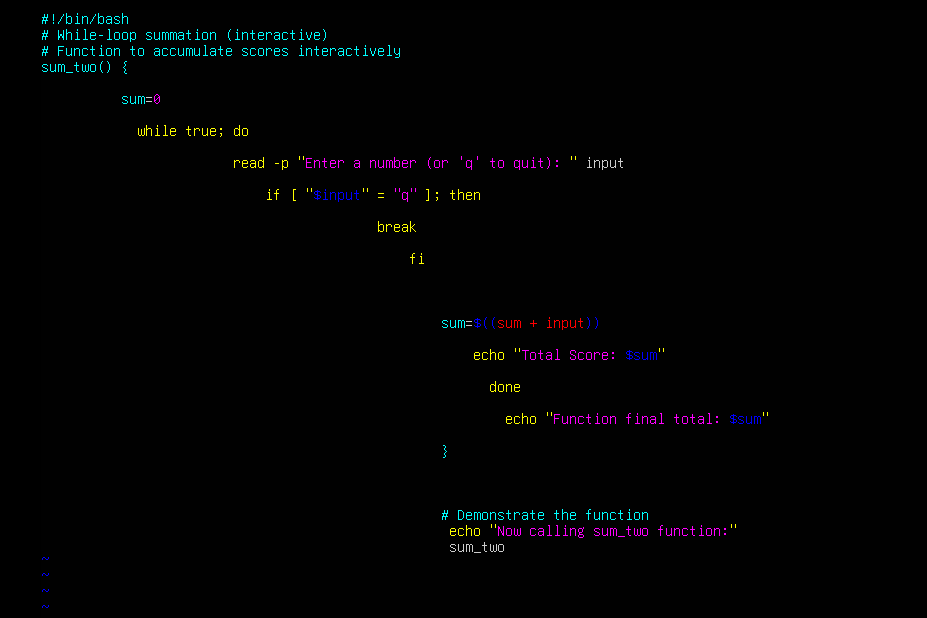 #!/bin/bash
# While-loop summation (interactive)
# Function to accumulate scores interactively
sum_two() {
sum=0
while true; do
read -p "Enter a number (or 'q' to quit): " input
if [ "$input" = "q" ]; then
break
fi
sum=$((sum + input))
echo "Total Score: $sum"
done
echo "Function final total: $sum"
}
# Demonstrate the function
echo "Now calling sum_two function:"
sum_two
~
~
~
~